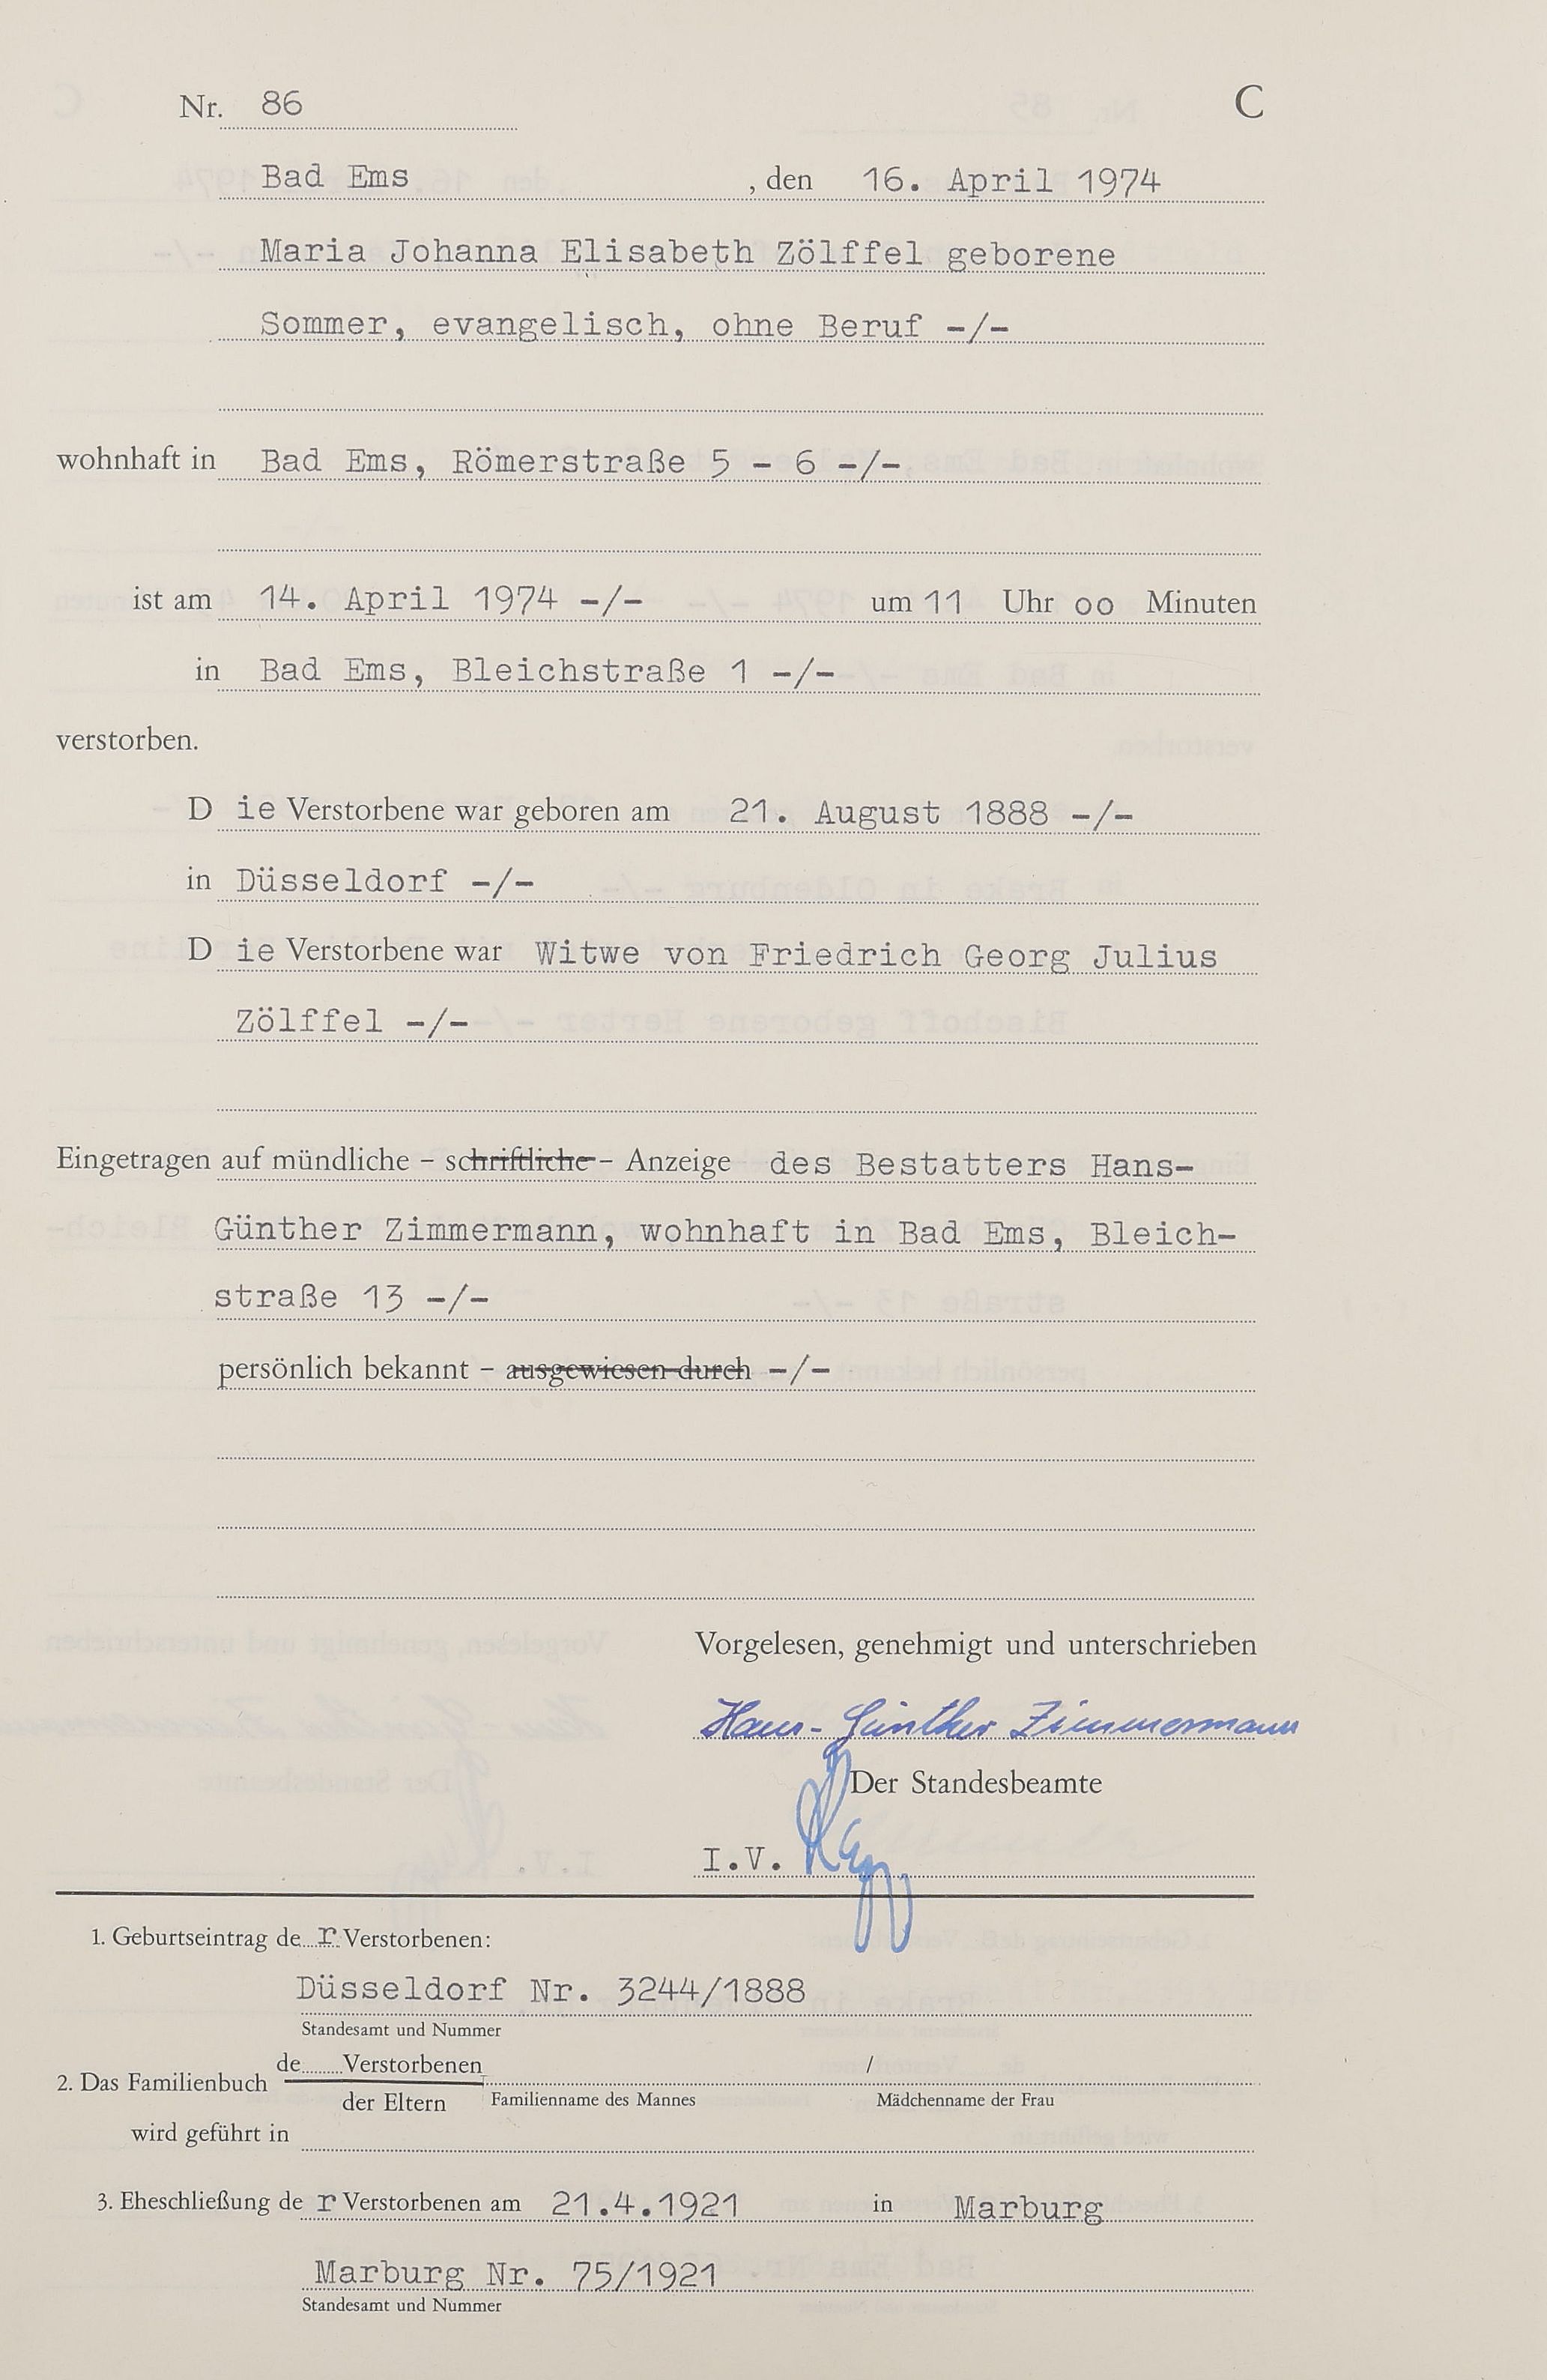 Nr. 86 C
Bad Ems , den 16. April 1974
Maria Johanna Elisabeth Zölffel geborene
Sommer, evangelisch, ohne Beruf -/-
wohnhaft in Bad Ems, Römerstraße 5 - 6 -/-
ist am 14. April 1974 -/- um 11 Uhr oo Minuten
in Bad Ems, Bleichstraße 1 -/-
verstorben.
D ie Verstorbene war geboren am 21. August 1888 -/-
in Düsseldorf -/-
D ie Verstorbene war Witwe von Friedrich Georg Julius
Zölffel -/-
Eingetragen auf mündliche - schriftliche - Anzeige des Bestatters Hans-
Günther Zimmermann, wohnhaft in Bad Ems, Bleich-
straße 13 -/-
persönlich bekannt - ausgewiesen durch -/-
Vorgelesen, genehmigt und unterschrieben
Hans-Günther Zimmermann
Der Standesbeamte
I.V.
1. Geburtseintrag de r Verstorbenen:
Düsseldorf Nr. 3244/1888
Standesamt und Nummer
de Verstorbenen /
2. Das Familienbuch
der Eltern Familienname des Mannes Mädchenname der Frau
wird geführt in
3. Eheschließung de r Verstorbenen am 21.4.1921 in Marburg
Marburg Nr. 75/1921
Standesamt und Nummer